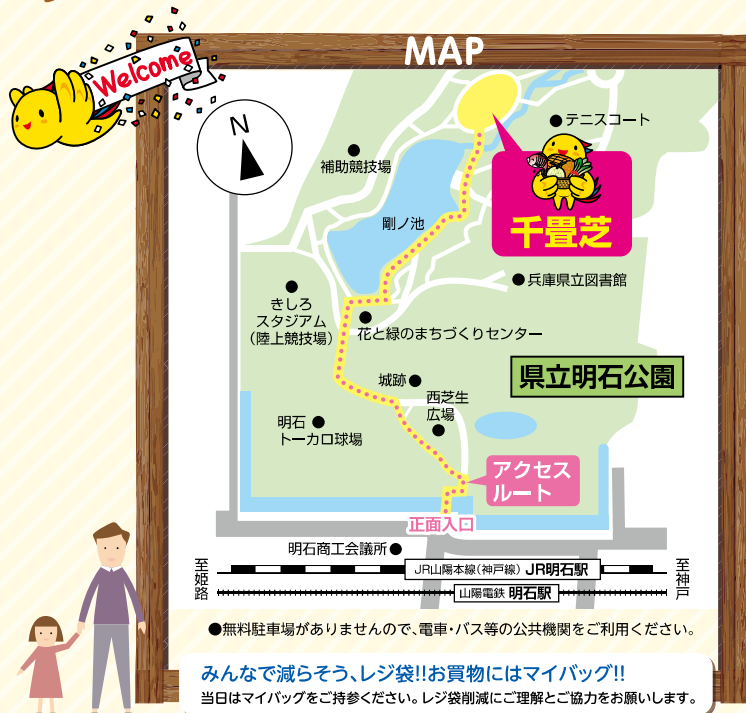 MAP
Welcome
N
テニスコート
補助競技場
千畳芝
剛ノ池
兵庫県立図書館
きしろ
スタジアム
(陸上競技場)
花と緑のまちづくりセンター
県立明石公園
城跡
西芝生
広場
明石
トーカロ球場
アクセス
ルート
正面入口
明石商工会議所
至姫路
JR山陽本線(神戸線) JR明石駅
至神戸
山陽電鉄 明石駅
●無料駐車場がありませんので、電車・バス等の公共機関をご利用ください。
みんなで減らそう、レジ袋!!お買物にはマイバッグ!!
当日はマイバッグをご持参ください。レジ袋削減にご理解とご協力をお願いします。